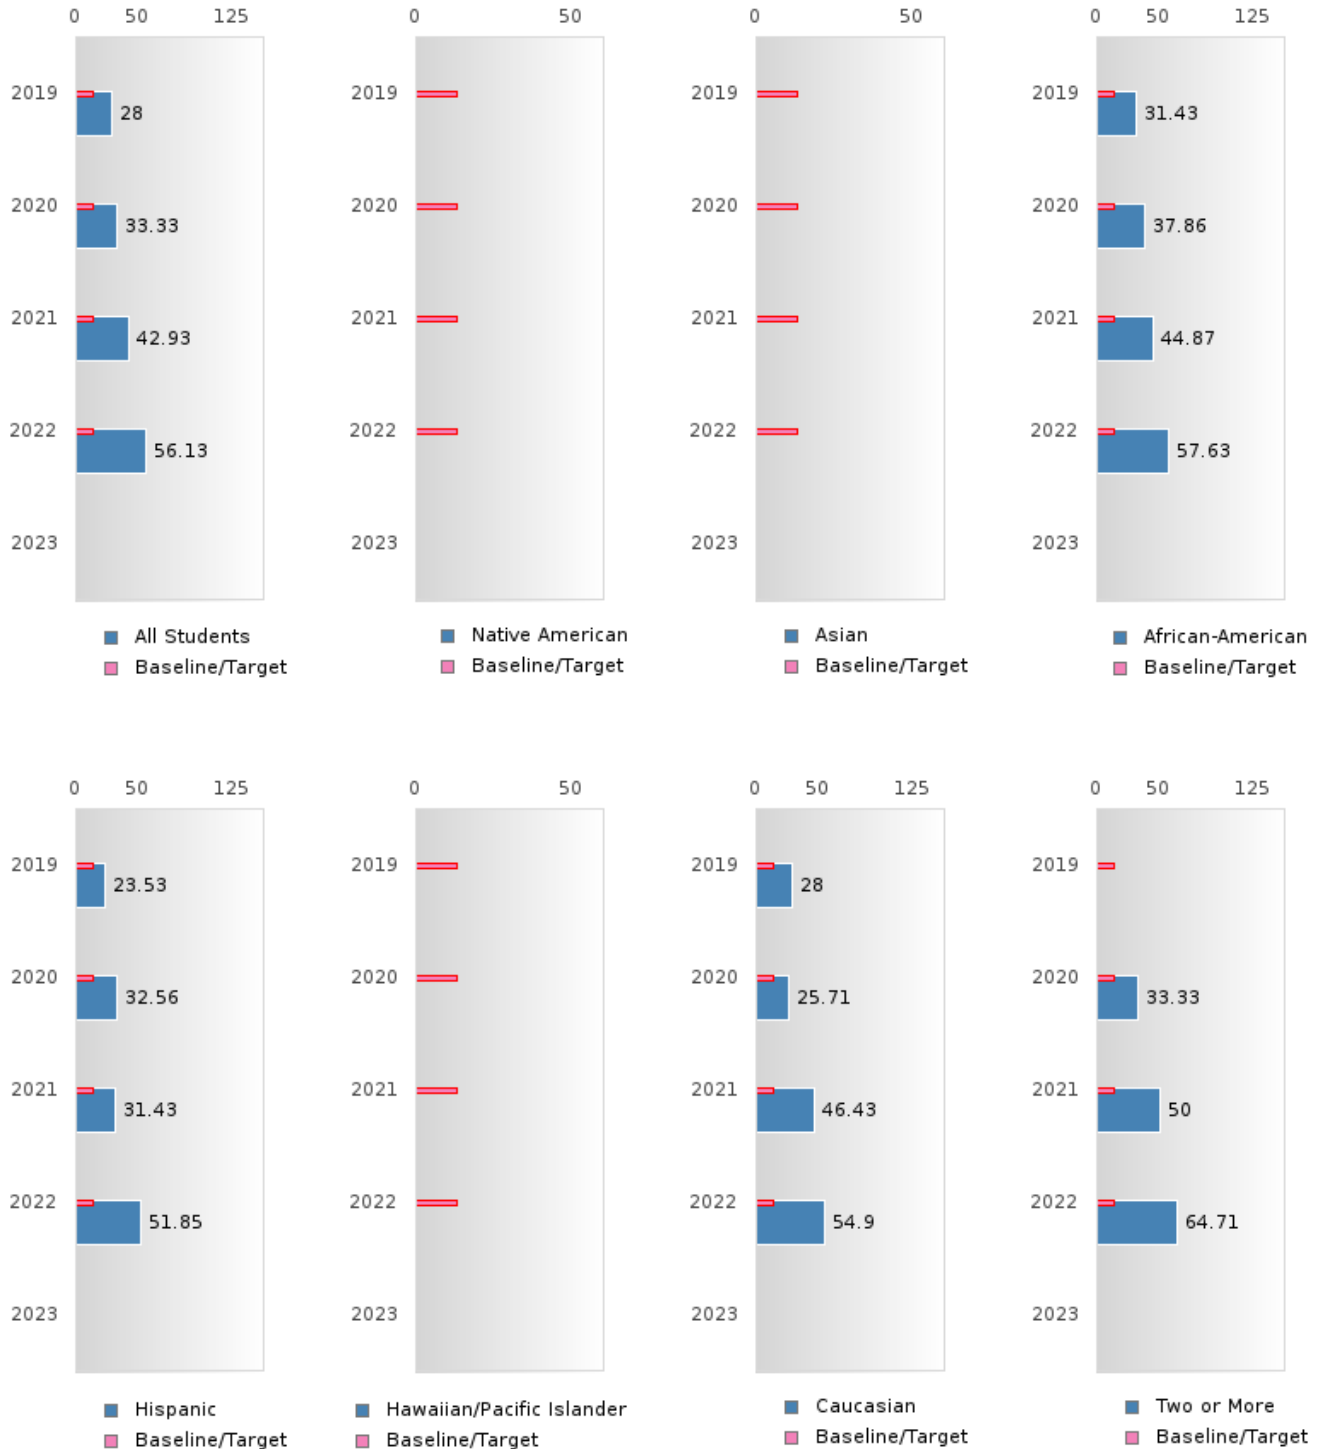 0 50 125
0 50
0 50
0 50 125
2019 28
2019
2019
2019 31.43
2020 33.33
2020
2020
2020 37.86
2021 42.93
2021
2021
2021 44.87
2022 56.13
2022
2022
2022 57.63
2023
2023
2023
2023
All Students
Native American
Asian
African-American
Baseline/Target
Baseline/Target
Baseline/Target
Baseline/Target
0 50 125
0 50
0 50 125
0 50 125
2019 23.53
2019
2019 28
2019
2020 32.56
2020
2020 25.71
2020 33.33
2021 31.43
2021
2021 46.43
2021 50
2022 51.85
2022
2022 54.9
2022 64.71
2023
2023
2023
2023
Hispanic
Hawaiian/Pacific Islander
Caucasian
Two or More
Baseline/Target
Baseline/Target
Baseline/Target
Baseline/Target